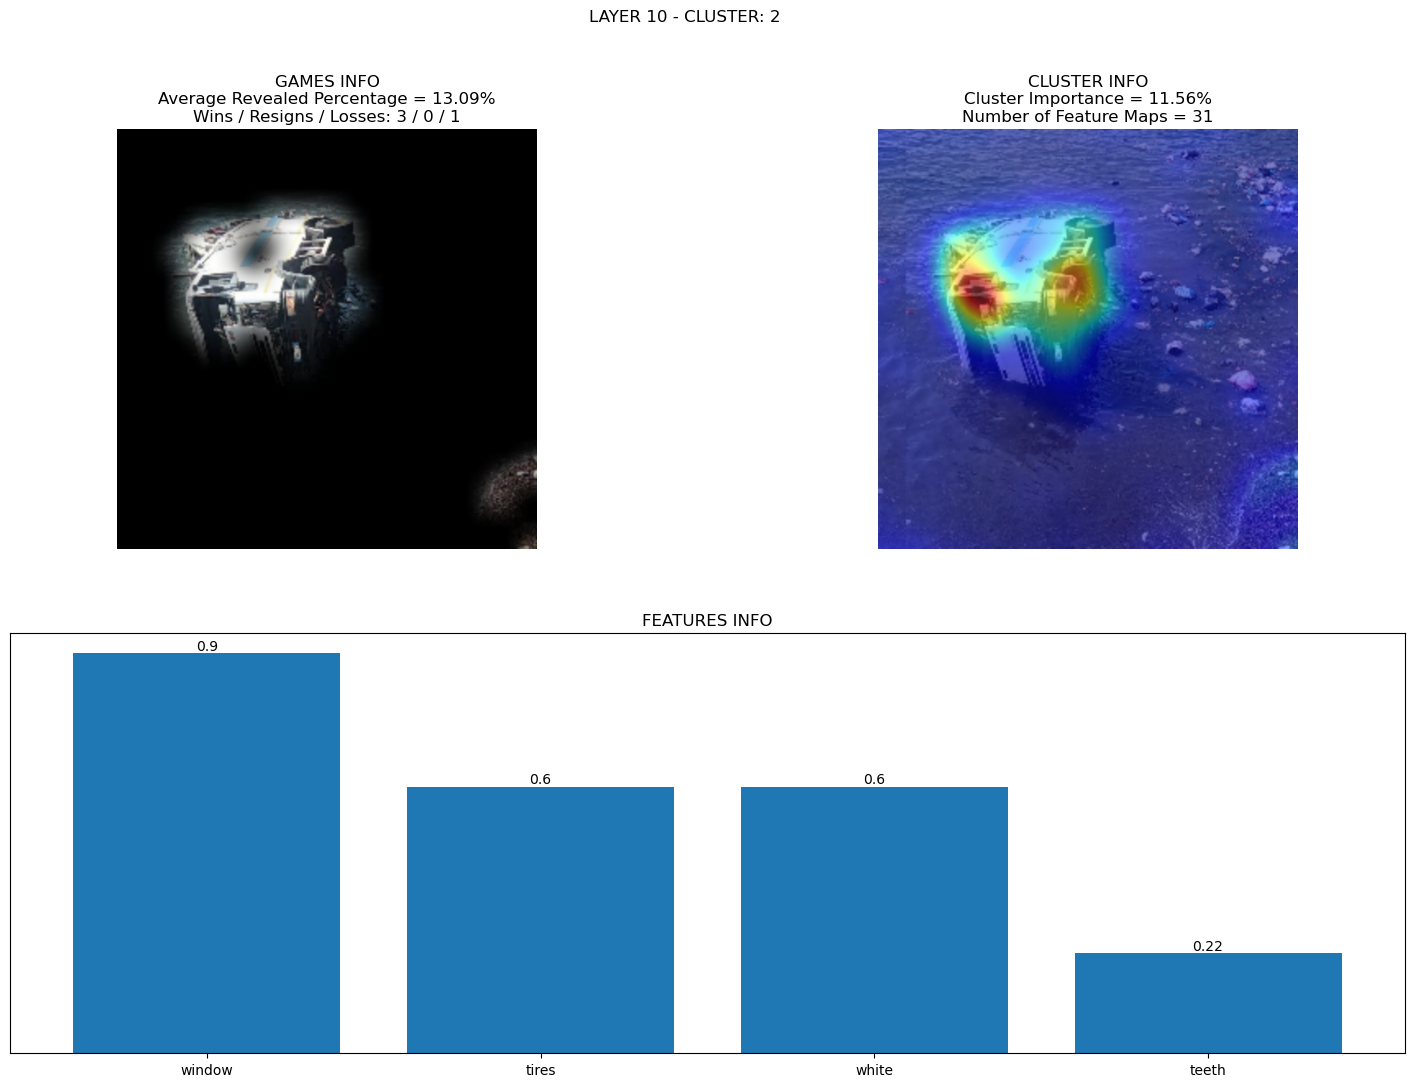 LAYER 10 - CLUSTER: 2
GAMES INFO
Average Revealed Percentage = 13.09%
Wins / Resigns / Losses: 3 / 0 / 1
CLUSTER INFO
Cluster Importance = 11.56%
Number of Feature Maps = 31
FEATURES INFO
0.9
0.6
0.6
0.22
window
tires
white
teeth